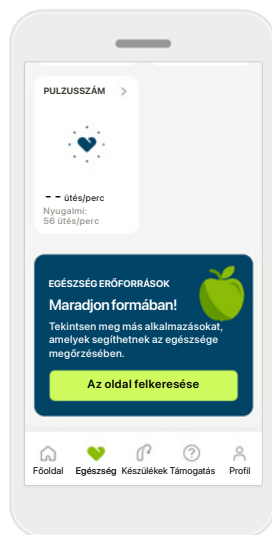 PULZUSSZÁM
-- ütés/perc
Nyugalmi:
56 ütés/perc
EGÉSZSÉG ERŐFORRÁSOK
Maradjon formában!
Tekintsen meg más alkalmazásokat,
amelyek segíthetnek az egészsége
megőrzésében.
Az oldal felkeresése
Főoldal Egészség Készülékek Támogatás Profil